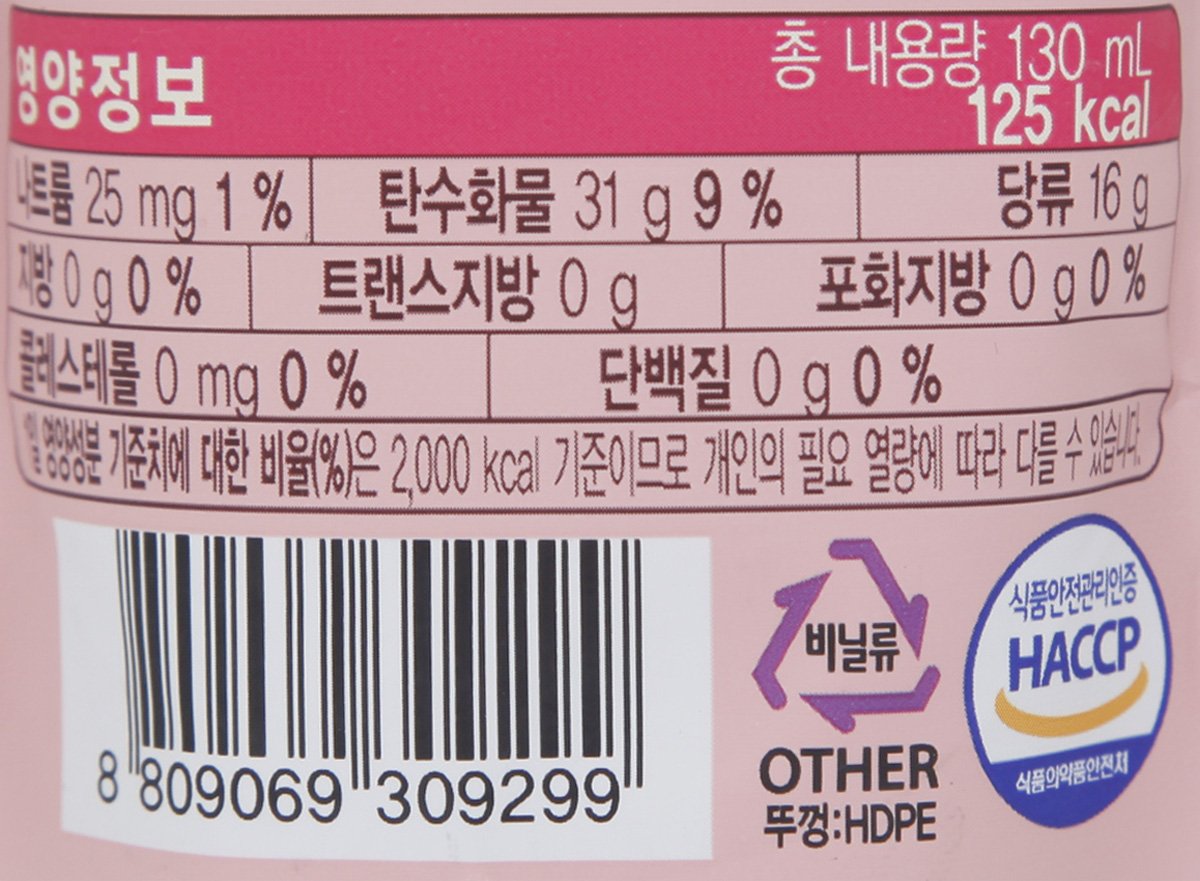 영양정보
총 내용량 130 mL
125 kcal
나트륨 25 mg 1 % 탄수화물 31 g 9 % 당류 16 g
지방 0 g 0 % 트랜스지방 0 g 포화지방 0 g 0 %
콜레스테롤 0 mg 0 % 단백질 0 g 0 %
1일 영양성분 기준치에 대한 비율(%)은 2,000 kcal 기준이므로 개인의 필요 열량에 따라 다를 수 있습니다.
8 809069 309299
비닐류
OTHER
뚜껑:HDPE
식품안전관리인증
HACCP
식품의약품안전처